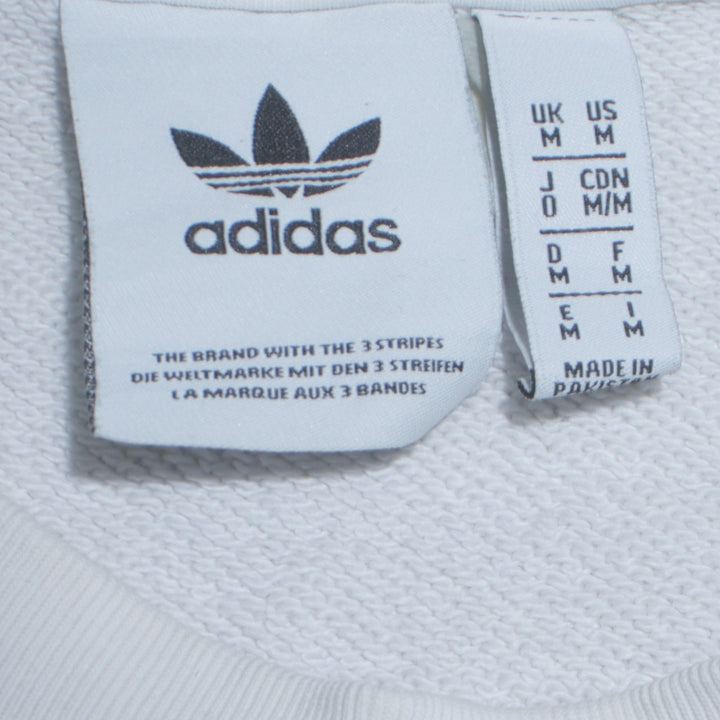 adidas
THE BRAND WITH THE 3 STRIPES
DIE WELTMARKE MIT DEN 3 STREIFEN
LA MARQUE AUX 3 BANDES
UK US
M M
J CDN
O M/M
D F
M M
E I
M M
MADE IN
PAKISTAN